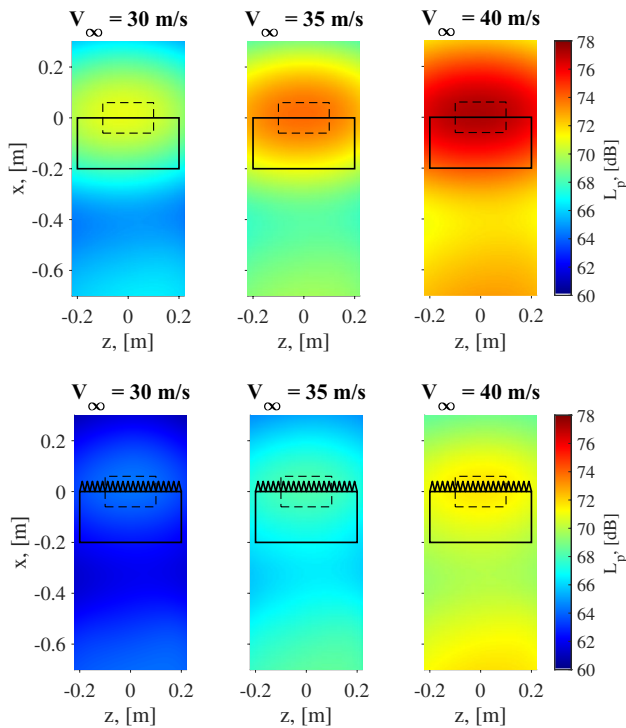 V∞ = 30 m/s V∞ = 35 m/s V∞ = 40 m/s
0.2
0
-0.2
-0.4
-0.6
x, [m]
-0.2 0 0.2
z, [m]
-0.2 0 0.2
z, [m]
-0.2 0 0.2
z, [m]
78
76
74
72
70
68
66
64
62
60
Lp, [dB]
V∞ = 30 m/s V∞ = 35 m/s V∞ = 40 m/s
0.2
0
-0.2
-0.4
-0.6
x, [m]
-0.2 0 0.2
z, [m]
-0.2 0 0.2
z, [m]
-0.2 0 0.2
z, [m]
78
76
74
72
70
68
66
64
62
60
Lp, [dB]